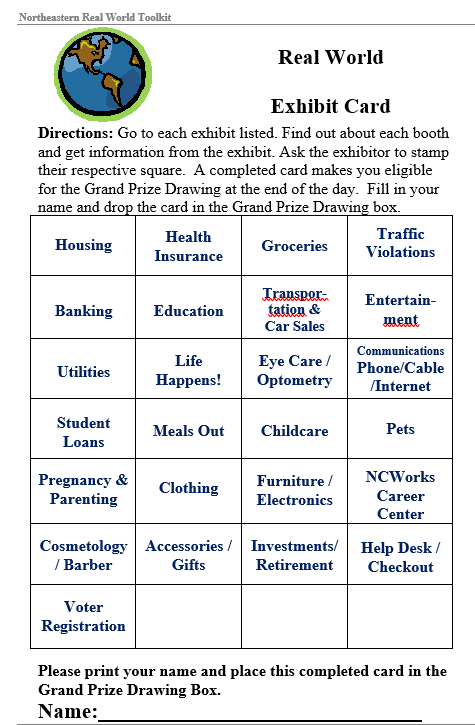 Northeastern Real World Toolkit
Real World
Exhibit Card
Directions: Go to each exhibit listed. Find out about each booth
and get information from the exhibit. Ask the exhibitor to stamp
their respective square.  A completed card makes you eligible
for the Grand Prize Drawing at the end of the day.  Fill in your
name and drop the card in the Grand Prize Drawing box.
Housing
Health
Insurance
Groceries
Traffic
Violations
Banking
Education
Transpor-
tation &
Car Sales
Entertain-
ment
Utilities
Life
Happens!
Eye Care /
Optometry
Communications
Phone/Cable
/Internet
Student
Loans
Meals Out
Childcare
Pets
Pregnancy &
Parenting
Clothing
Furniture /
Electronics
NCWorks
Career
Center
Cosmetology
/ Barber
Accessories /
Gifts
Investments/
Retirement
Help Desk /
Checkout
Voter
Registration
Please print your name and place this completed card in the
Grand Prize Drawing Box.
Name:______________________________